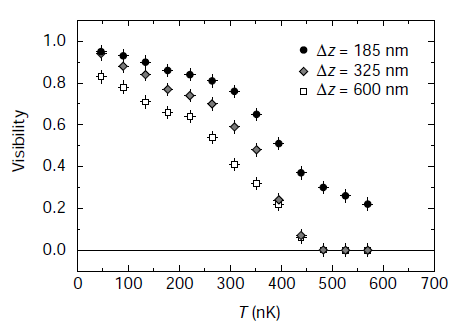 1.0
0.8
0.6
0.4
0.2
0.0
Visibility
Δz = 185 nm
Δz = 325 nm
Δz = 600 nm
0 100 200 300 400 500 600 700
T (nK)